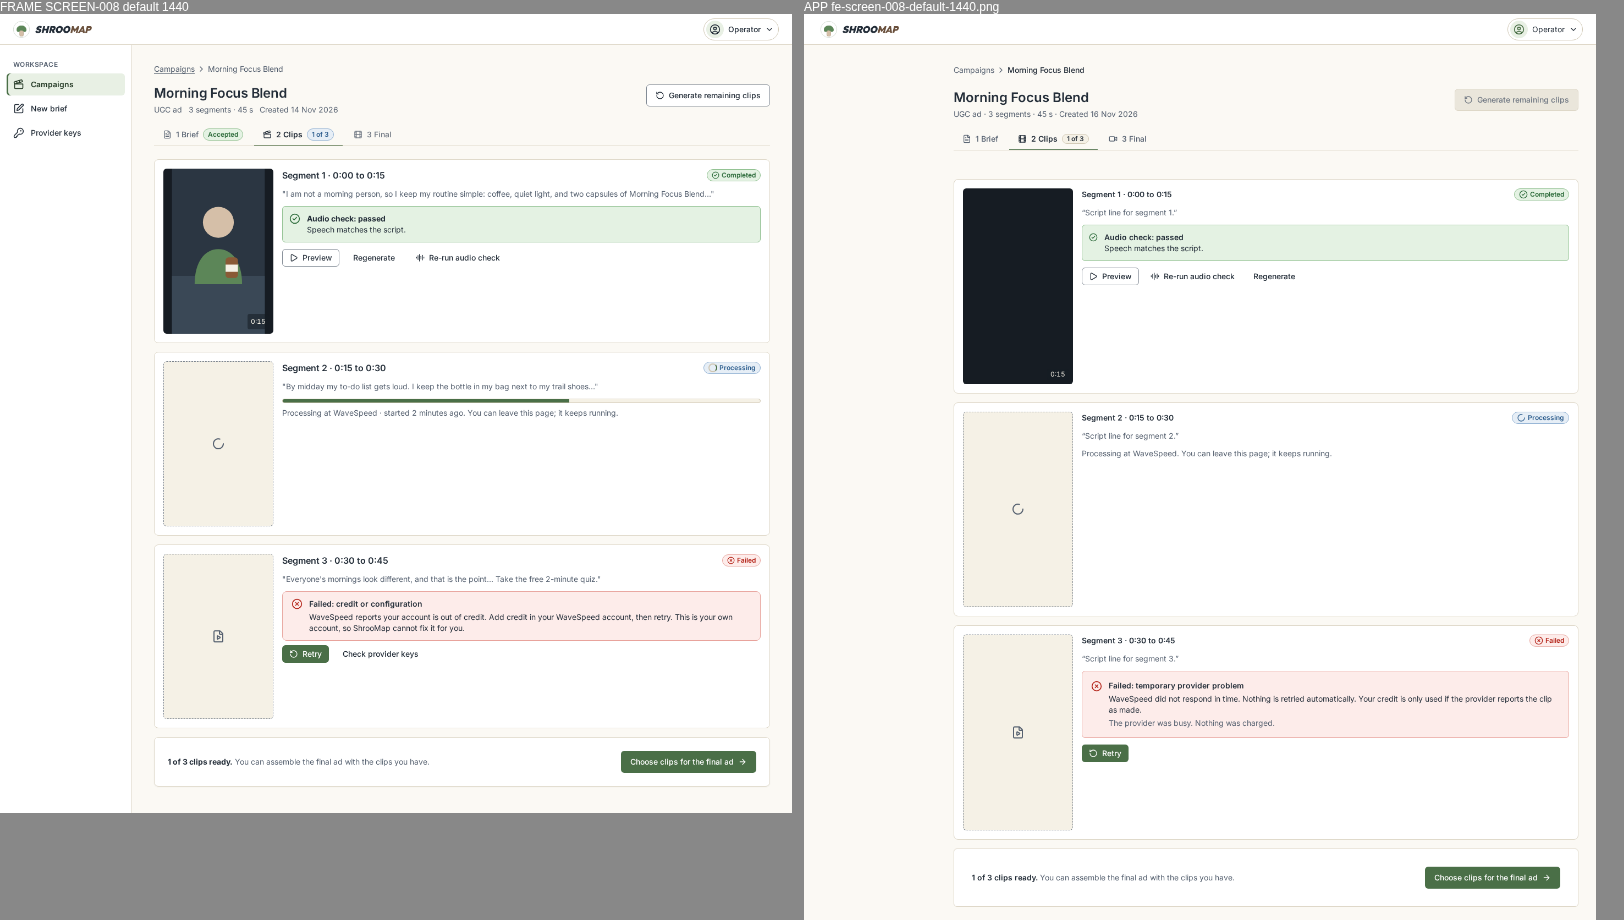 FRAME SCREEN-008 default 1440
SHROOMAP
Operator
WORKSPACE
Campaigns
New brief
Provider keys
Campaigns > Morning Focus Blend
Morning Focus Blend
UGC ad · 3 segments · 45 s · Created 14 Nov 2026
Generate remaining clips
1 Brief Accepted 2 Clips 1 of 3 3 Final
Segment 1 · 0:00 to 0:15
Completed
"I am not a morning person, so I keep my routine simple: coffee, quiet light, and two capsules of Morning Focus Blend..."
Audio check: passed
Speech matches the script.
Preview Regenerate Re-run audio check
0:15
Segment 2 · 0:15 to 0:30
Processing
"By midday my to-do list gets loud. I keep the bottle in my bag next to my trail shoes..."
Processing at WaveSpeed · started 2 minutes ago. You can leave this page; it keeps running.
Segment 3 · 0:30 to 0:45
Failed
"Everyone's mornings look different, and that is the point... Take the free 2-minute quiz."
Failed: credit or configuration
WaveSpeed reports your account is out of credit. Add credit in your WaveSpeed account, then retry. This is your own
account, so ShrooMap cannot fix it for you.
Retry Check provider keys
1 of 3 clips ready. You can assemble the final ad with the clips you have.
Choose clips for the final ad
APP fe-screen-008-default-1440.png
SHROOMAP
Operator
Campaigns > Morning Focus Blend
Morning Focus Blend
UGC ad · 3 segments · 45 s · Created 16 Nov 2026
Generate remaining clips
1 Brief 2 Clips 1 of 3 3 Final
Segment 1 · 0:00 to 0:15
Completed
“Script line for segment 1.”
Audio check: passed
Speech matches the script.
Preview Re-run audio check Regenerate
0:15
Segment 2 · 0:15 to 0:30
Processing
“Script line for segment 2.”
Processing at WaveSpeed. You can leave this page; it keeps running.
Segment 3 · 0:30 to 0:45
Failed
“Script line for segment 3.”
Failed: temporary provider problem
WaveSpeed did not respond in time. Nothing is retried automatically. Your credit is only used if the provider reports the clip
as made.
The provider was busy. Nothing was charged.
Retry
1 of 3 clips ready. You can assemble the final ad with the clips you have.
Choose clips for the final ad